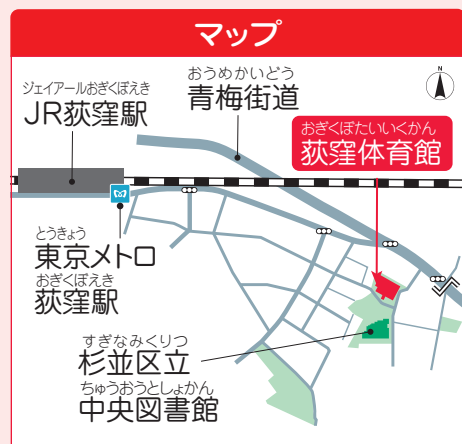 マップ
ジェイアールおぎくぼえき
JR荻窪駅
おうめかいどう
青梅街道
N
おぎくぼたいいくかん
荻窪体育館
とうきょう
東京メトロ
おぎくぼえき
荻窪駅
すぎなみくりつ
杉並区立
ちゅうおうとしょかん
中央図書館